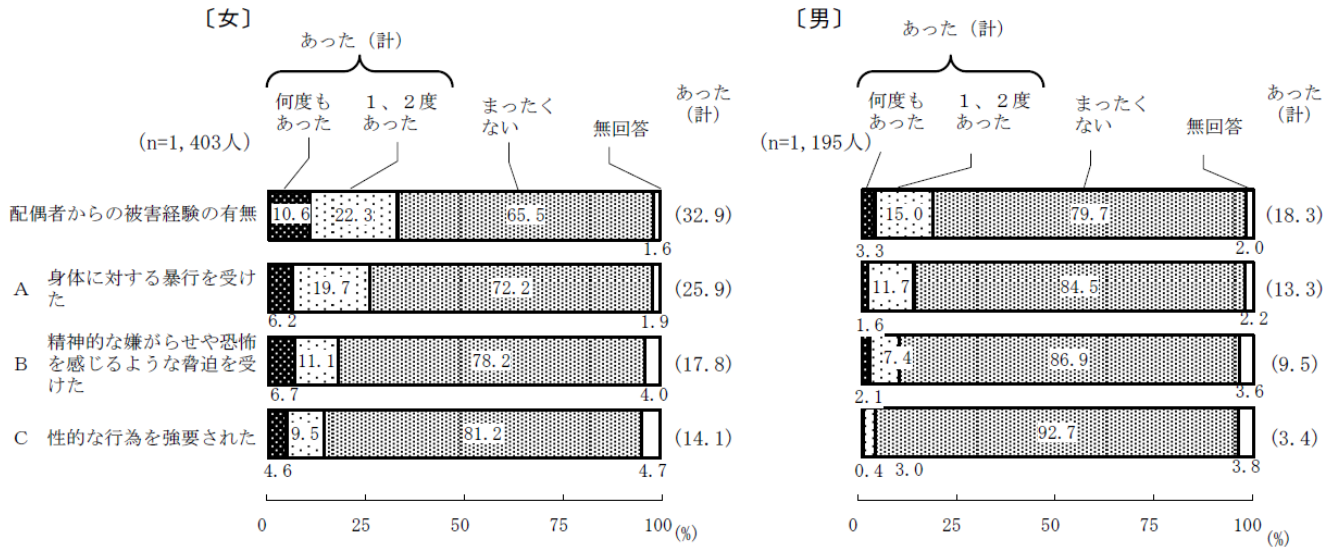 〔女〕
あった（計）
何度も
あった
１、２度
あった
まったく
ない
無回答
あった
(計)
(n=1,403人)
配偶者からの被害経験の有無
10.6
22.3
65.5
1.6
(32.9)
A 身体に対する暴行を受け
た
6.2
19.7
72.2
1.9
(25.9)
B 精神的な嫌がらせや恐怖
を感じるような脅迫を受
けた
6.7
11.1
78.2
4.0
(17.8)
C 性的な行為を強要された
4.6
9.5
81.2
4.7
(14.1)
0 25 50 75 100 (%)
〔男〕
あった（計）
何度も
あった
１、２度
あった
まったく
ない
無回答
あった
(計)
(n=1,195人)
3.3
15.0
79.7
2.0
(18.3)
1.6
11.7
84.5
2.2
(13.3)
2.1
7.4
86.9
3.6
(9.5)
0.4
3.0
92.7
3.8
(3.4)
0 25 50 75 100 (%)